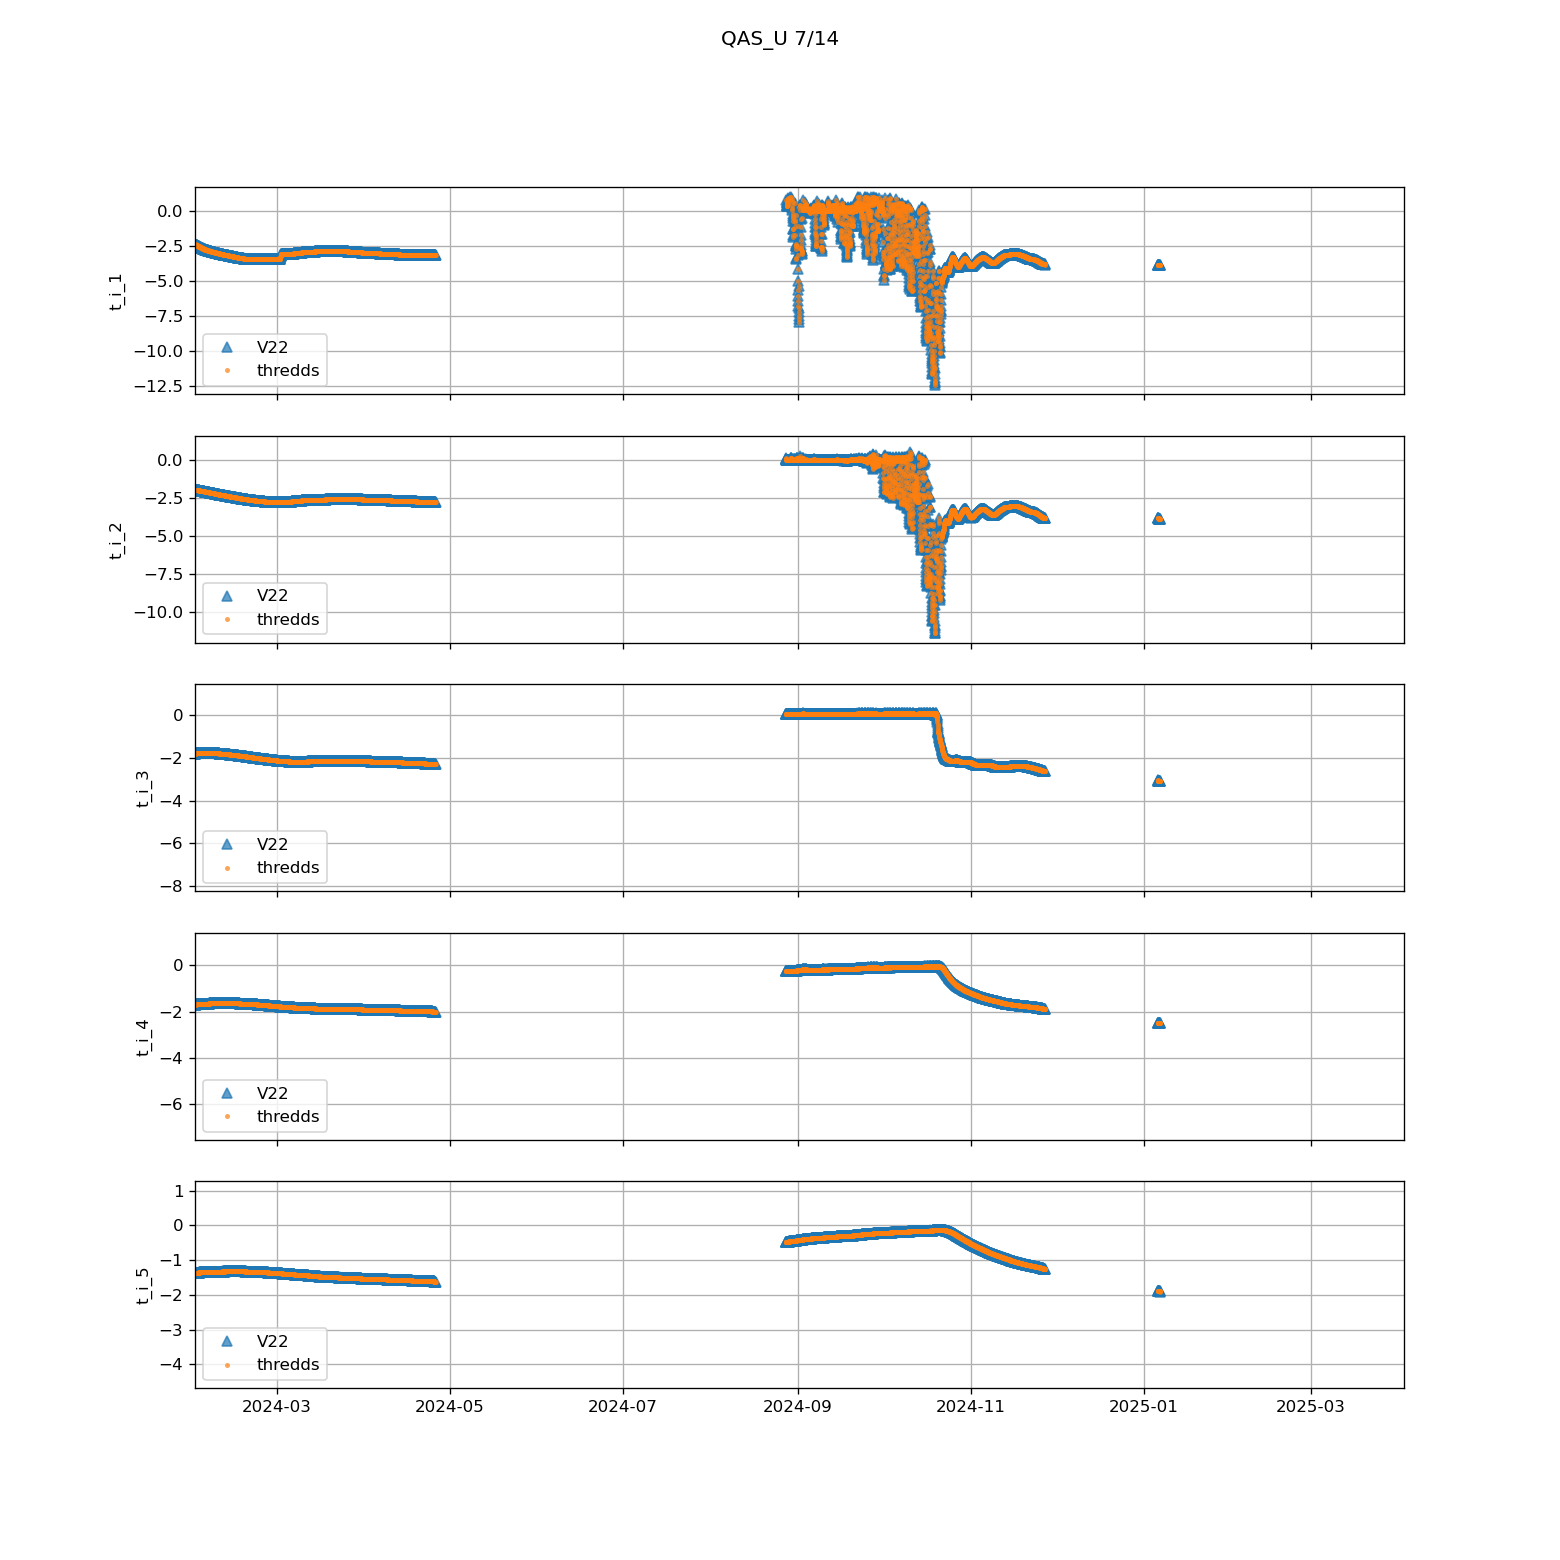 QAS_U 7/14
0.0
−2.5
−5.0
−7.5
−10.0
−12.5
t_i_1
V22
thredds
0.0
−2.5
−5.0
−7.5
−10.0
t_i_2
V22
thredds
0
−2
−4
−6
−8
t_i_3
V22
thredds
0
−2
−4
−6
t_i_4
V22
thredds
1
0
−1
−2
−3
−4
t_i_5
V22
thredds
2024-03 2024-05 2024-07 2024-09 2024-11 2025-01 2025-03